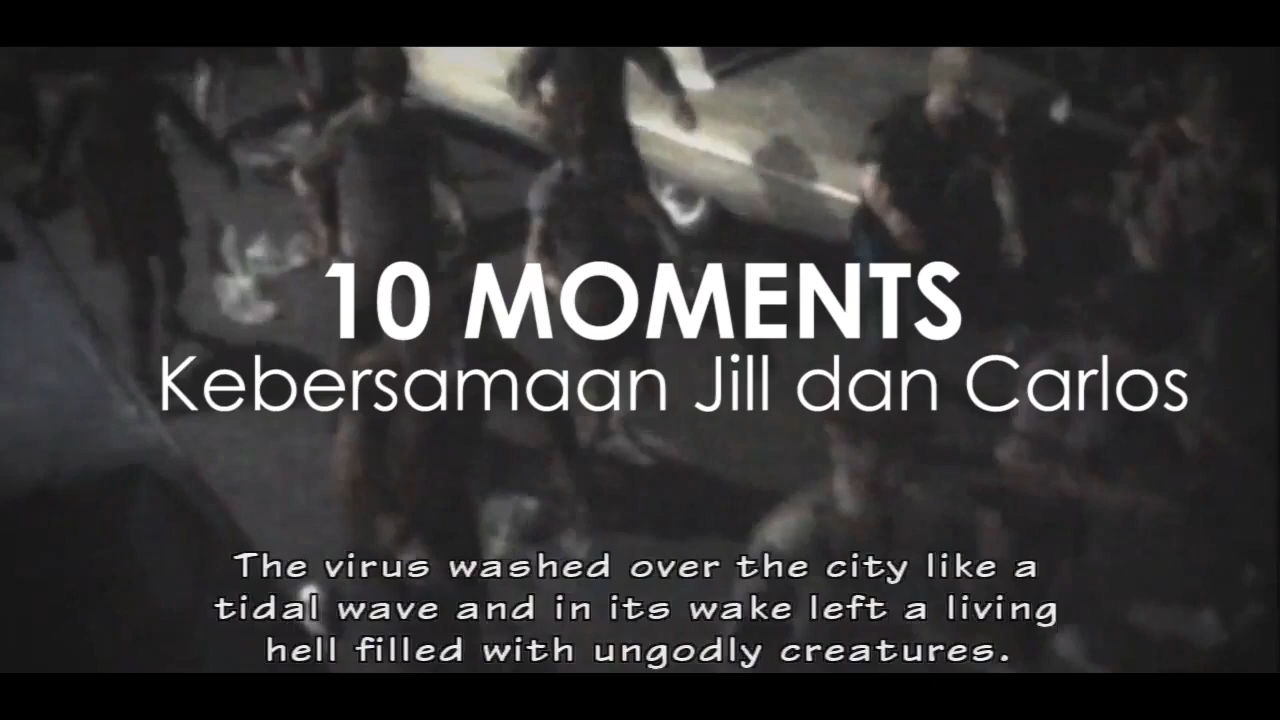 10 MOMENTS
Kebersamaan Jill dan Carlos
The virus washed over the city like a
tidal wave and in its wake left a living
hell filled with ungodly creatures.